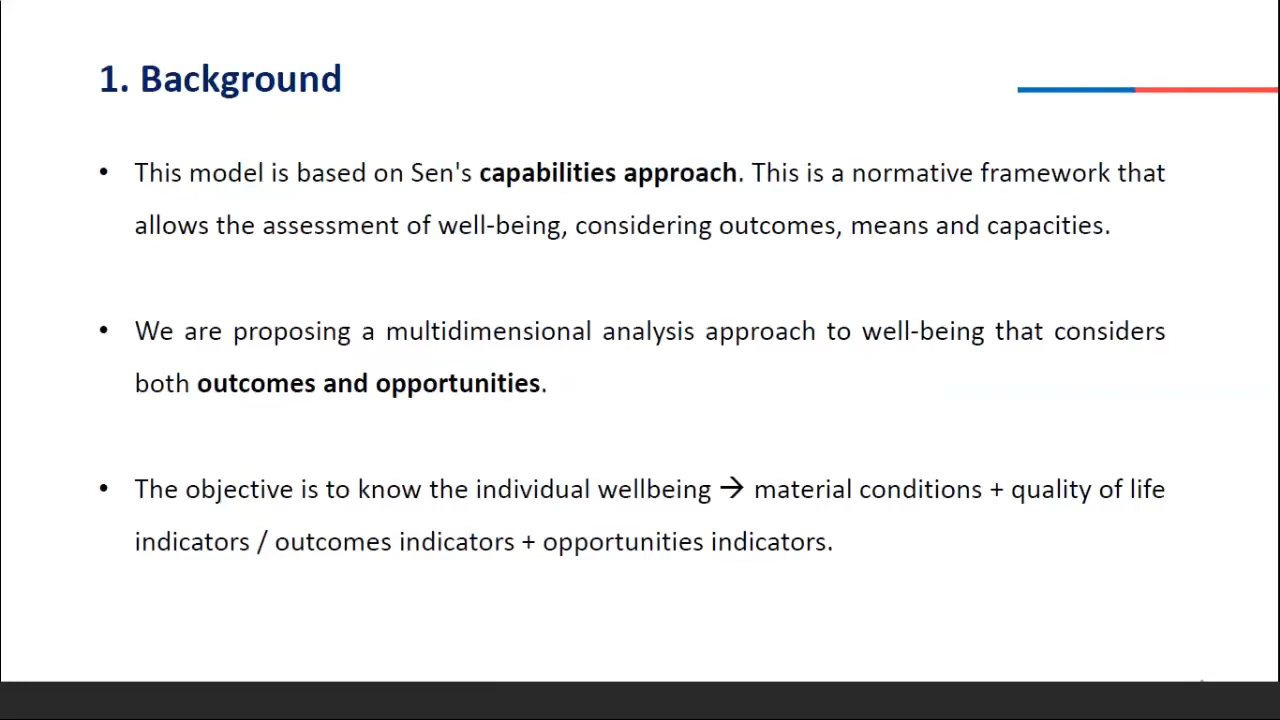 1. Background
• This model is based on Sen's capabilities approach. This is a normative framework that
allows the assessment of well-being, considering outcomes, means and capacities.
• We are proposing a multidimensional analysis approach to well-being that considers
both outcomes and opportunities.
• The objective is to know the individual wellbeing → material conditions + quality of life
indicators / outcomes indicators + opportunities indicators.